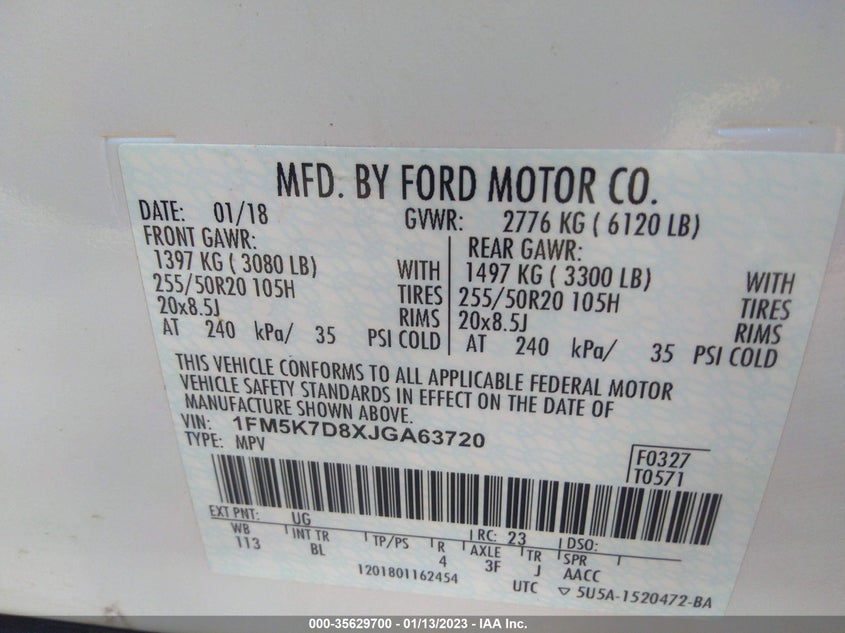 MFD. BY FORD MOTOR CO.
DATE: 01/18 GVWR: 2776 KG ( 6120 LB)
FRONT GAWR: REAR GAWR:
1397 KG ( 3080 LB) WITH 1497 KG ( 3300 LB) WITH
255/50R20 105H TIRES 255/50R20 105H TIRES
20x8.5J RIMS 20x8.5J RIMS
AT 240 kPa/ 35 PSI COLD AT 240 kPa/ 35 PSI COLD
THIS VEHICLE CONFORMS TO ALL APPLICABLE FEDERAL MOTOR
VEHICLE SAFETY STANDARDS IN EFFECT ON THE DATE OF
MANUFACTURE SHOWN ABOVE.
VIN: 1FM5K7D8XJGA63720
TYPE: MPV
F0327
T0571
EXT PNT: UG RC: 23 DSO:
WB INT TR TP/PS R AXLE TR SPR
113 BL 4 3F J AACC
1201801162454 UTC ▽ 5U5A-1520472-BA
000-35629700 - 01/13/2023 - IAA Inc.